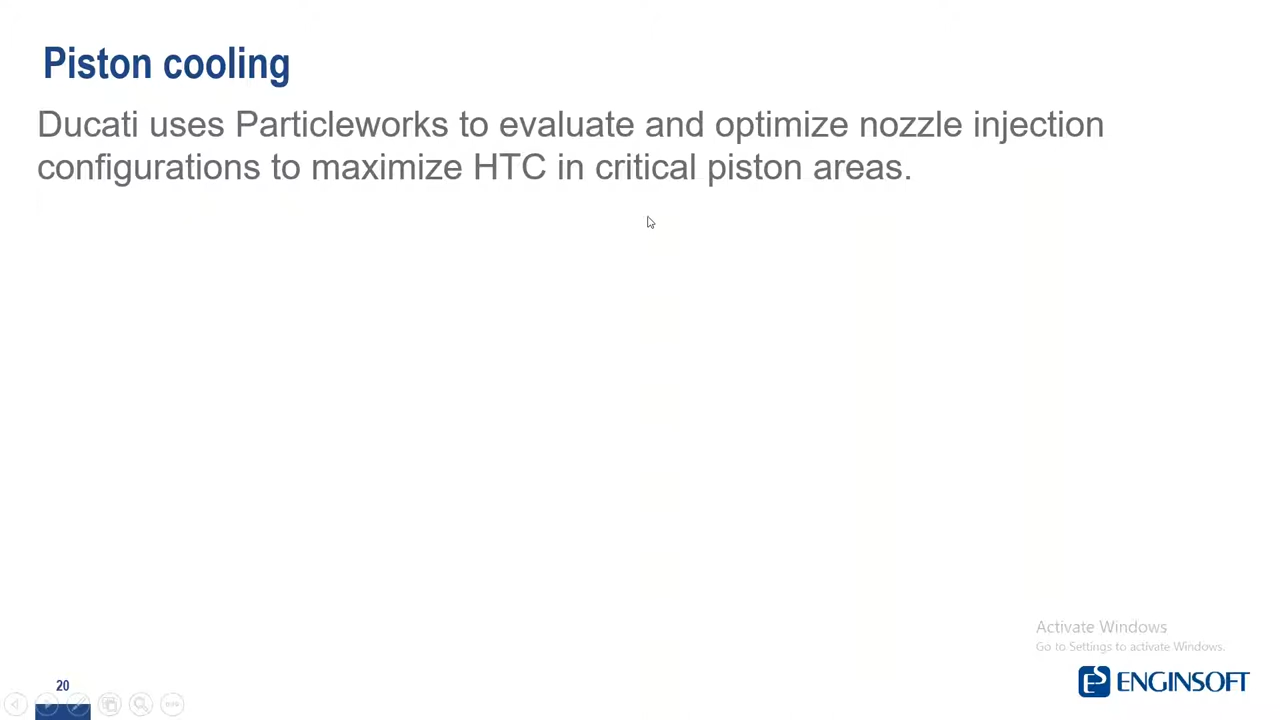 Piston cooling
Ducati uses Particleworks to evaluate and optimize nozzle injection
configurations to maximize HTC in critical piston areas.
Activate Windows
Go to Settings to activate Windows.
20
ENGINSOFT